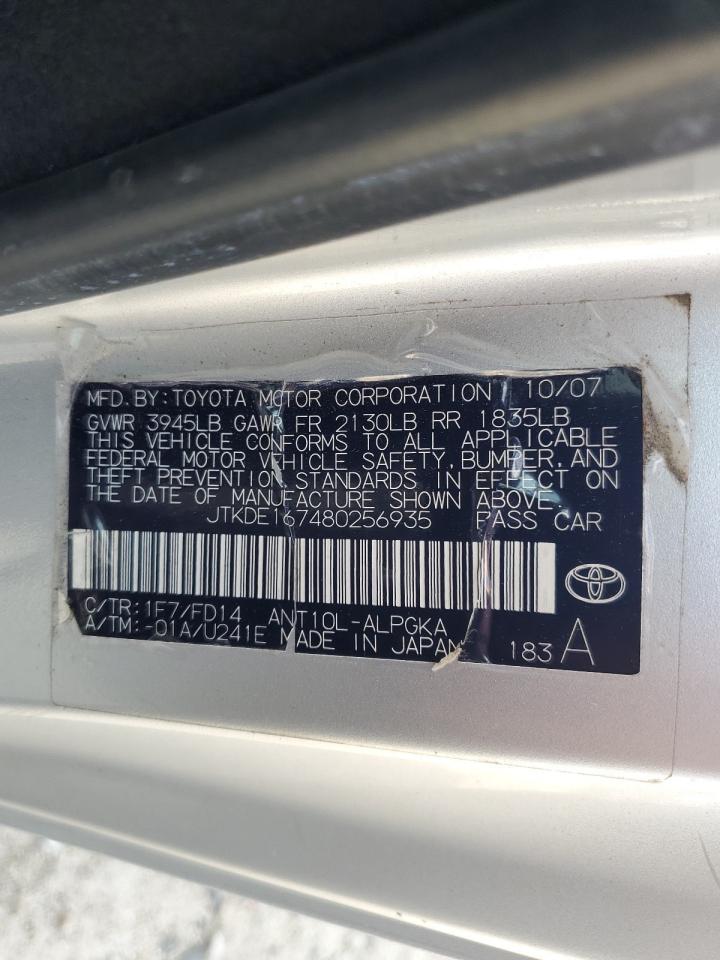 MFD. BY: TOYOTA MOTOR CORPORATION 10/07
GVWR 3945LB GAWR FR 2130LB RR 1835LB
THIS VEHICLE CONFORMS TO ALL APPLICABLE
FEDERAL MOTOR VEHICLE SAFETY, BUMPER, AND
THEFT PREVENTION STANDARDS IN EFFECT ON
THE DATE OF MANUFACTURE SHOWN ABOVE.
JTKDE167480256935 PASS CAR
C/TR: 1F7/FD14 ANT10L-ALPGKA
A/TM: -01A/U241E MADE IN JAPAN 183 A